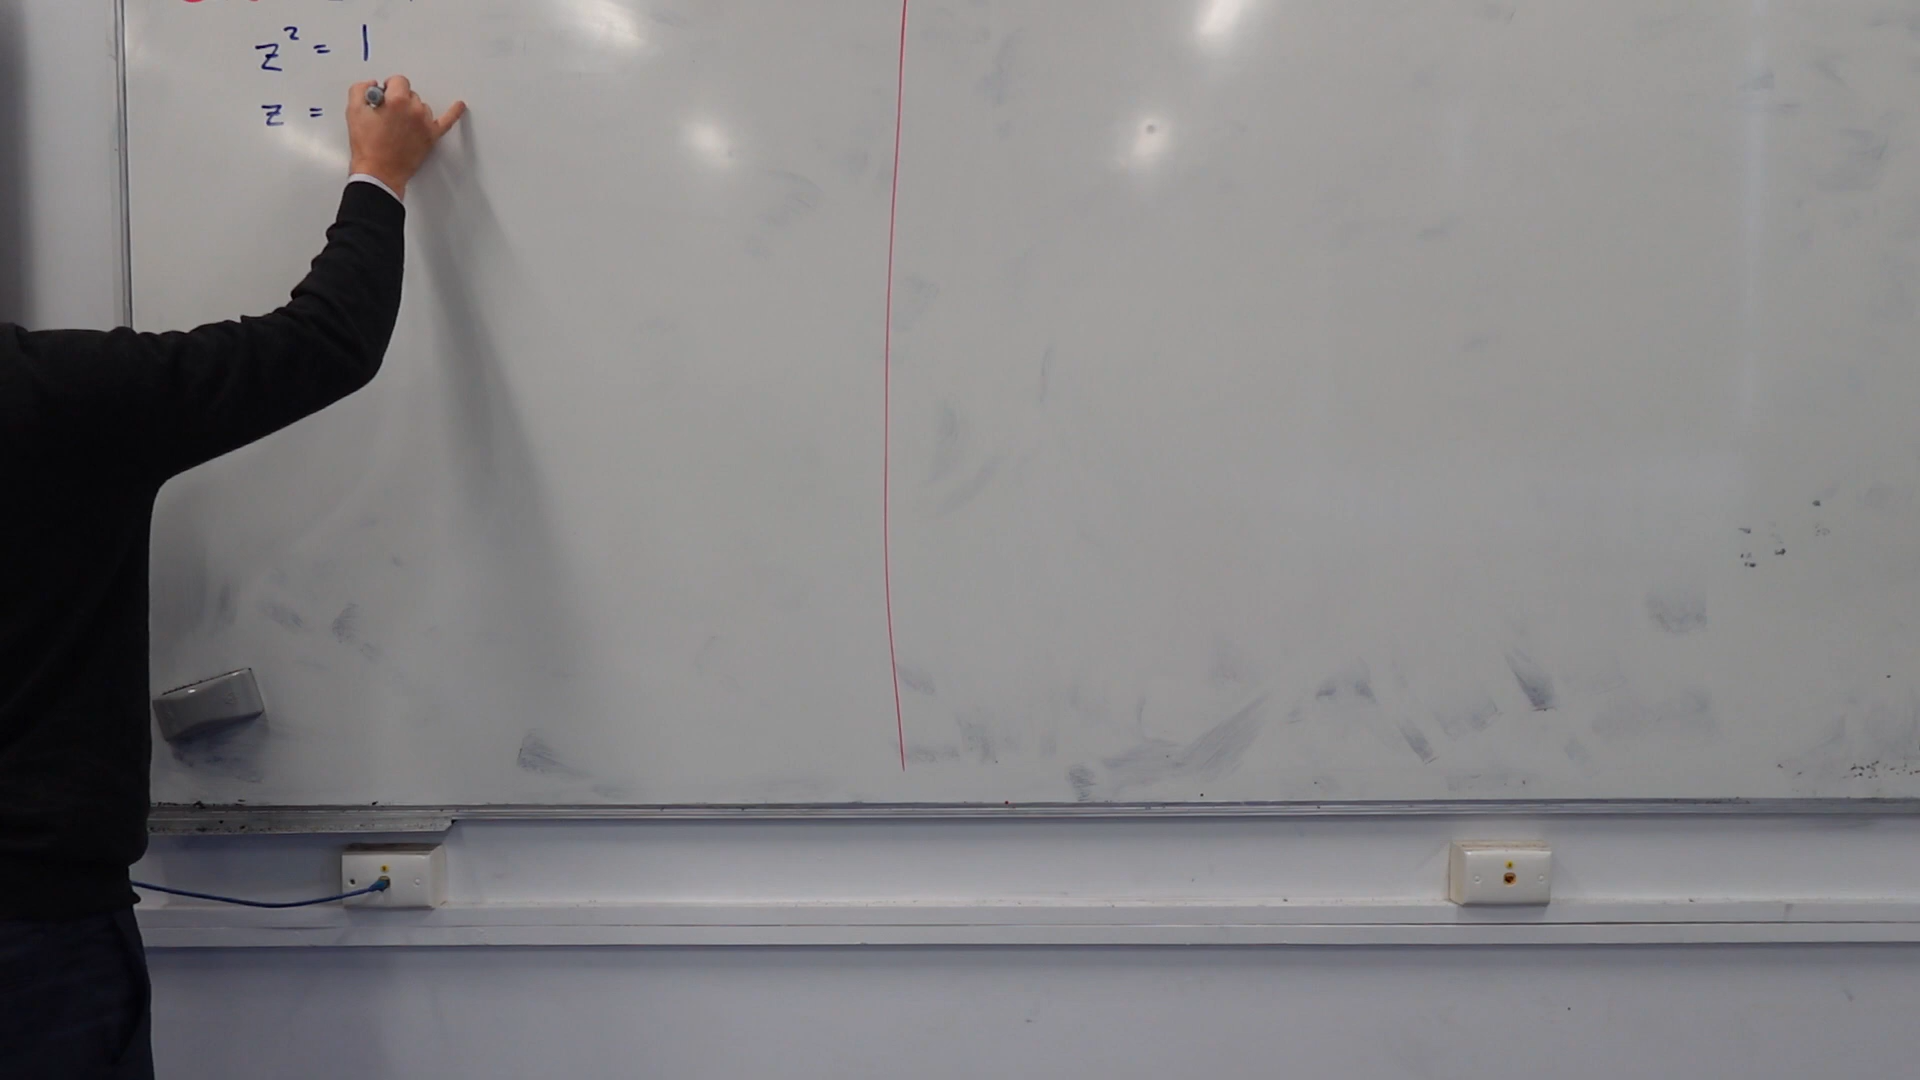 z² = 1
z =